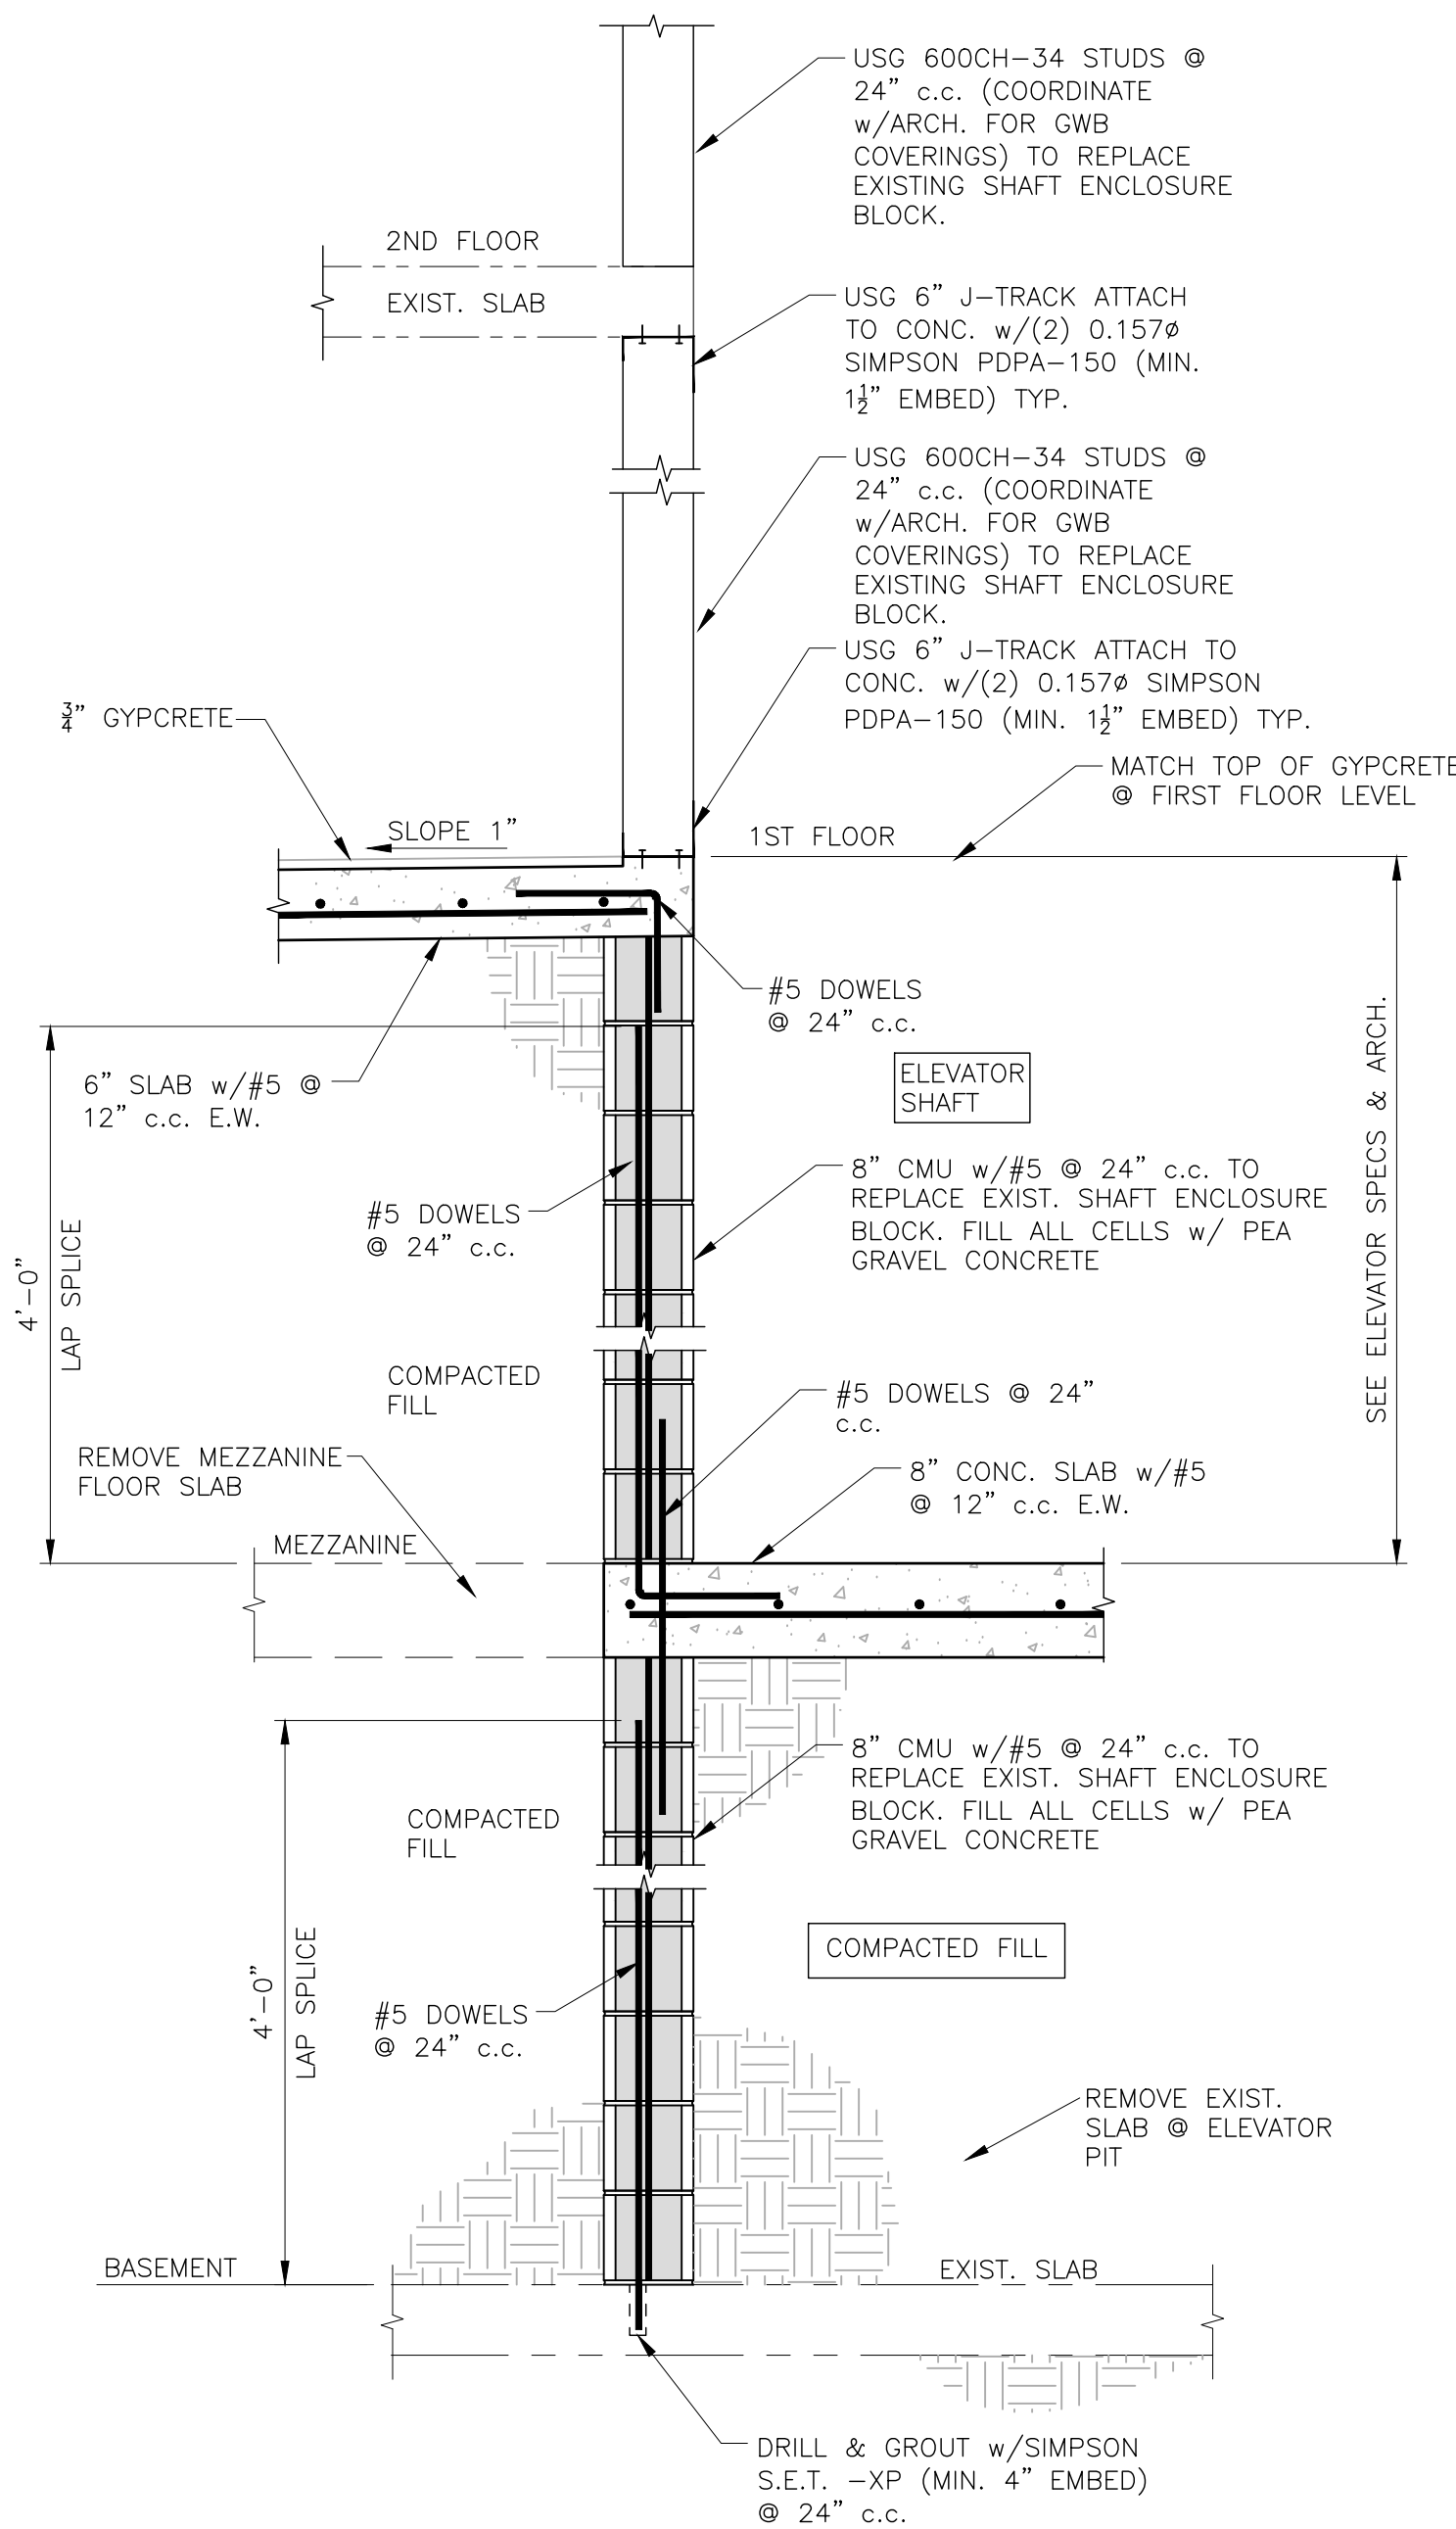 USG 600CH-34 STUDS @
24" c.c. (COORDINATE
w/ARCH. FOR GWB
COVERINGS) TO REPLACE
EXISTING SHAFT ENCLOSURE
BLOCK.
2ND FLOOR
EXIST. SLAB
USG 6" J-TRACK ATTACH
TO CONC. w/(2) 0.157ø
SIMPSON PDPA-150 (MIN.
1½" EMBED) TYP.
USG 600CH-34 STUDS @
24" c.c. (COORDINATE
w/ARCH. FOR GWB
COVERINGS) TO REPLACE
EXISTING SHAFT ENCLOSURE
BLOCK.
USG 6" J-TRACK ATTACH TO
CONC. w/(2) 0.157ø SIMPSON
PDPA-150 (MIN. 1½" EMBED) TYP.
¾" GYPCRETE
MATCH TOP OF GYPCRETE
@ FIRST FLOOR LEVEL
SLOPE 1"
1ST FLOOR
#5 DOWELS
@ 24" c.c.
6" SLAB w/#5 @
12" c.c. E.W.
ELEVATOR
SHAFT
SEE ELEVATOR SPECS & ARCH.
8" CMU w/#5 @ 24" c.c. TO
REPLACE EXIST. SHAFT ENCLOSURE
BLOCK. FILL ALL CELLS w/ PEA
GRAVEL CONCRETE
#5 DOWELS
@ 24" c.c.
4'-0"
LAP SPLICE
COMPACTED
FILL
#5 DOWELS @ 24"
c.c.
REMOVE MEZZANINE
FLOOR SLAB
8" CONC. SLAB w/#5
@ 12" c.c. E.W.
MEZZANINE
8" CMU w/#5 @ 24" c.c. TO
REPLACE EXIST. SHAFT ENCLOSURE
BLOCK. FILL ALL CELLS w/ PEA
GRAVEL CONCRETE
COMPACTED
FILL
COMPACTED FILL
4'-0"
LAP SPLICE
#5 DOWELS
@ 24" c.c.
REMOVE EXIST.
SLAB @ ELEVATOR
PIT
BASEMENT
EXIST. SLAB
DRILL & GROUT w/SIMPSON
S.E.T. -XP (MIN. 4" EMBED)
@ 24" c.c.